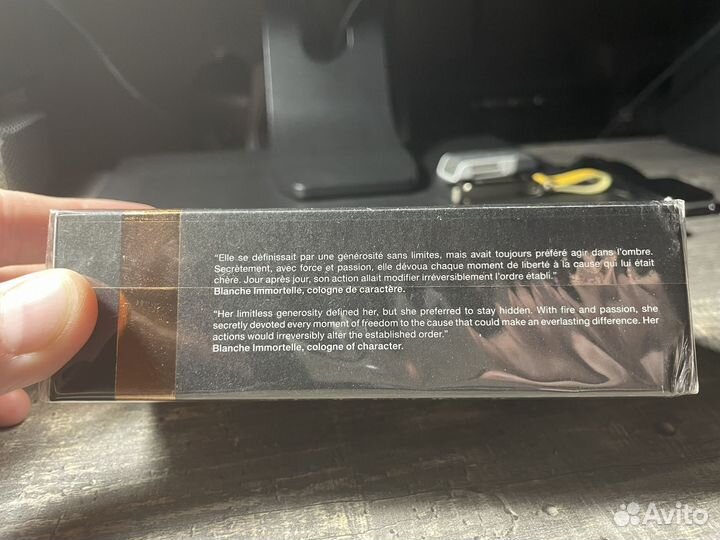 “Elle se définissait par une générosité sans limites, mais avait toujours préféré agir dans l’ombre.
Secrètement, avec force et passion, elle dévoua chaque moment de liberté à la cause qui lui était
chère. Jour après jour, son action allait modifier irréversiblement l’ordre établi.”
Blanche Immortelle, cologne de caractère.
“Her limitless generosity defined her, but she preferred to stay hidden. With fire and passion, she
secretly devoted every moment of freedom to the cause that could make an everlasting difference. Her
actions would irreversibly alter the established order.”
Blanche Immortelle, cologne of character.
Avito